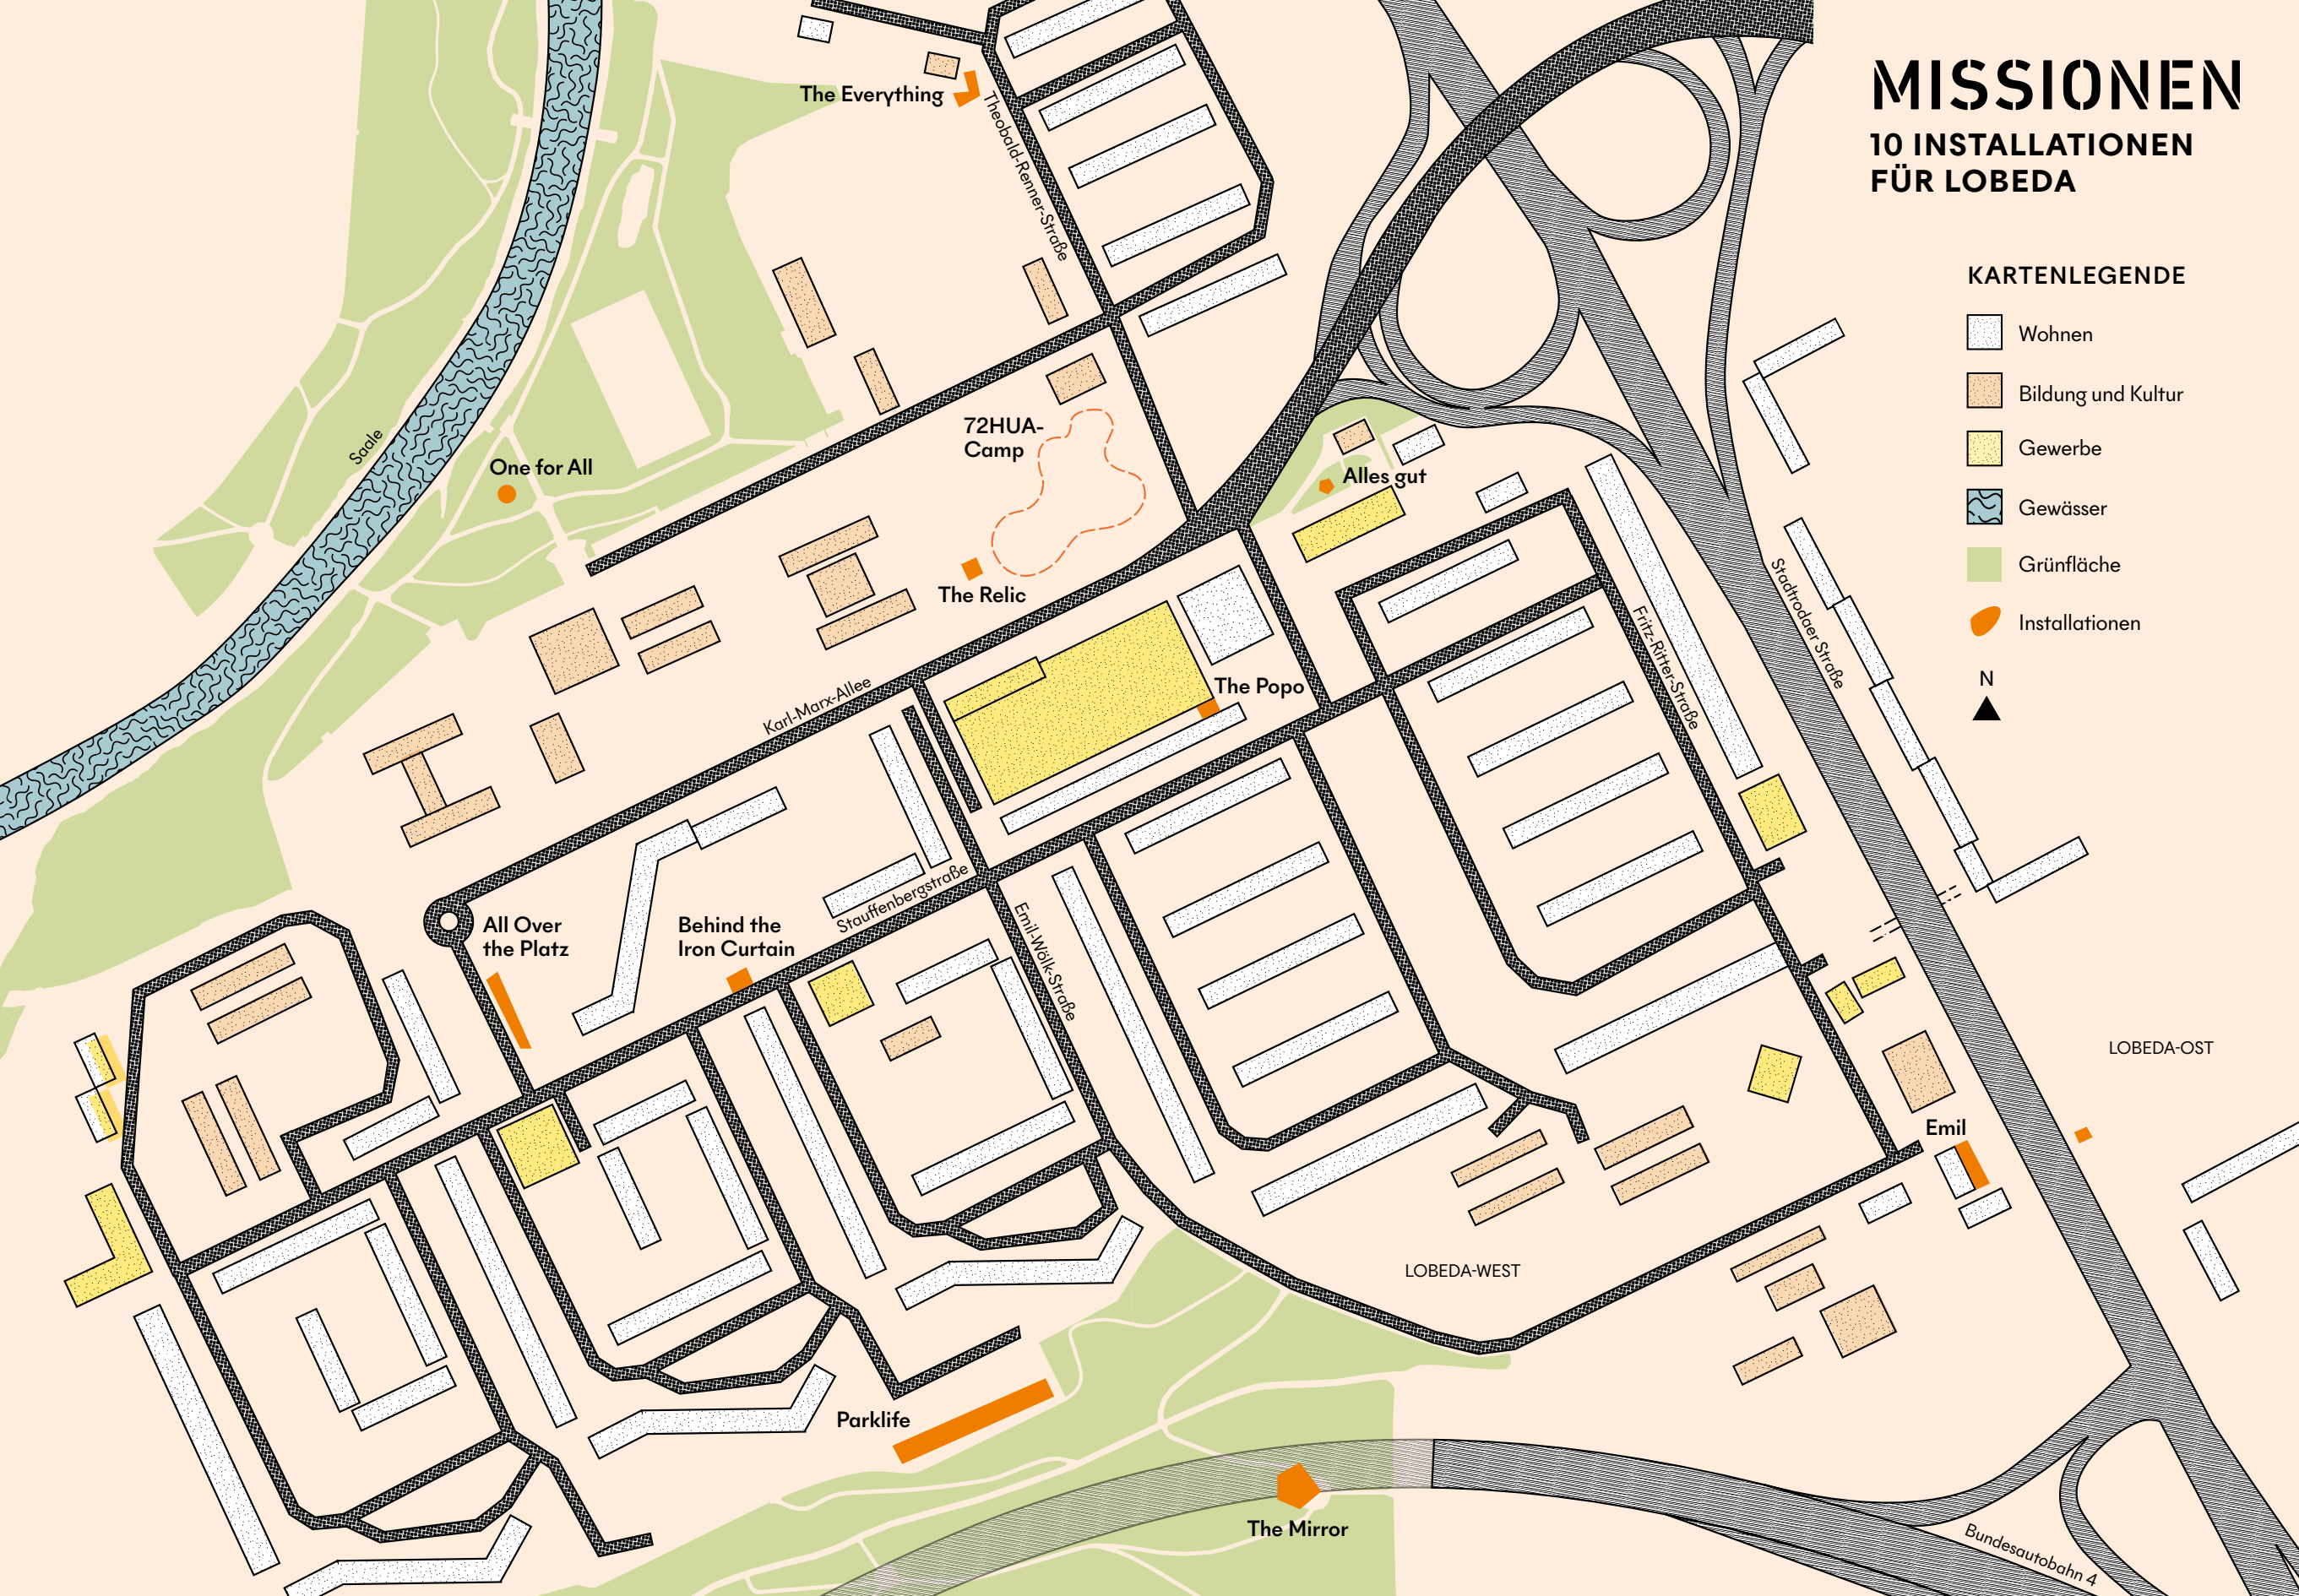 MISSIONEN
10 INSTALLATIONEN
FÜR LOBEDA
KARTENLEGENDE
Wohnen
Bildung und Kultur
Gewerbe
Gewässer
Grünfläche
Installationen
N
The Everything
Theobald-Renner-Straße
72HUA-
Camp
Saale
One for All
Alles gut
The Relic
Stadtrodaer Straße
Fritz-Ritter-Straße
The Popo
Karl-Marx-Allee
Stauffenbergstraße
All Over
the Platz
Behind the
Iron Curtain
Emil-Wölk-Straße
LOBEDA-OST
Emil
LOBEDA-WEST
Parklife
The Mirror
Bundesautobahn 4